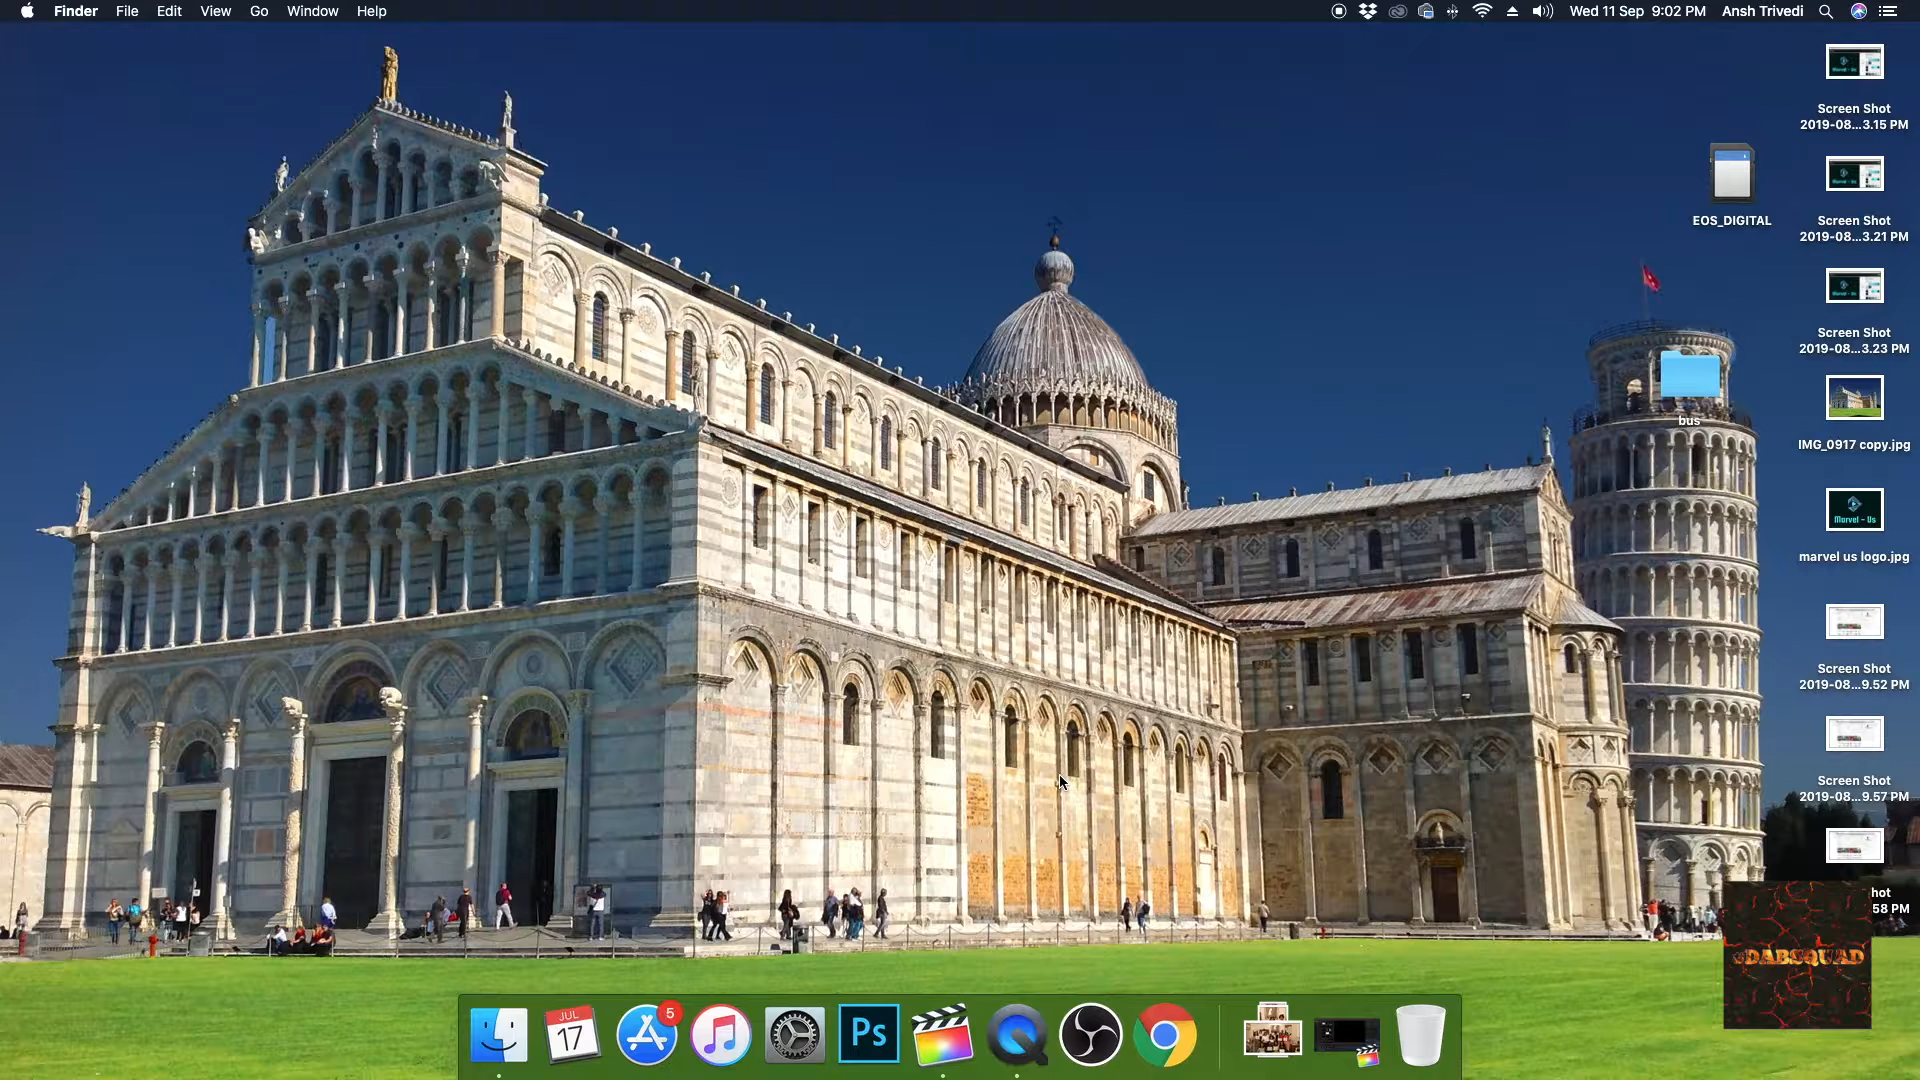 Finder File Edit View Go Window Help
Wed 11 Sep 9:02 PM Ansh Trivedi
Screen Shot
2019-08...3.15 PM
EOS_DIGITAL
Screen Shot
2019-08...3.21 PM
Screen Shot
2019-08...3.23 PM
bus
IMG_0917 copy.jpg
Marvel - Us
marvel us logo.jpg
Screen Shot
2019-08...9.52 PM
Screen Shot
2019-08...9.57 PM
hot
58 PM
#DABSQUAD
JUL
17
5
Ps